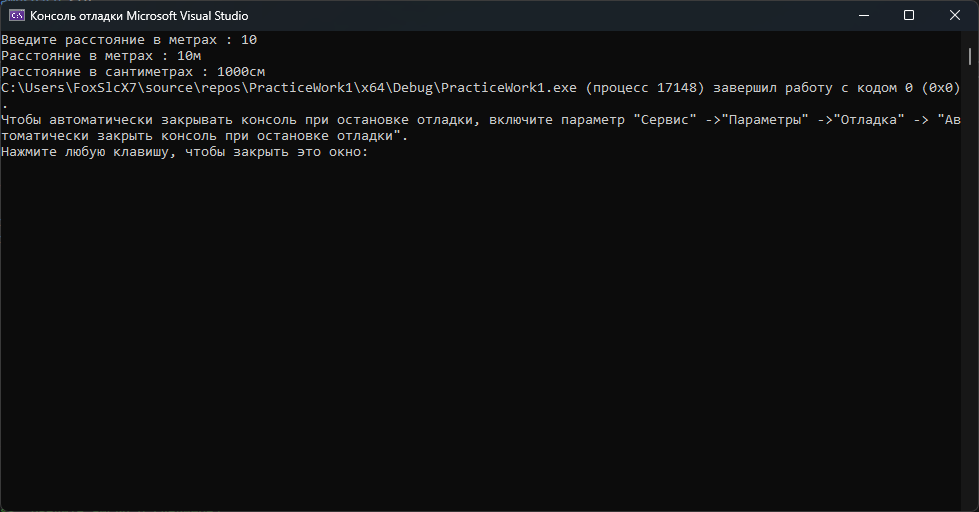 Консоль отладки Microsoft Visual Studio
Введите расстояние в метрах : 10
Расстояние в метрах : 10м
Расстояние в сантиметрах : 1000см
C:\Users\FoxSlcX7\source\repos\PracticeWork1\x64\Debug\PracticeWork1.exe (процесс 17148) завершил работу с кодом 0 (0x0)
.
Чтобы автоматически закрывать консоль при остановке отладки, включите параметр "Сервис" ->"Параметры" ->"Отладка" -> "Ав
томатически закрыть консоль при остановке отладки".
Нажмите любую клавишу, чтобы закрыть это окно: